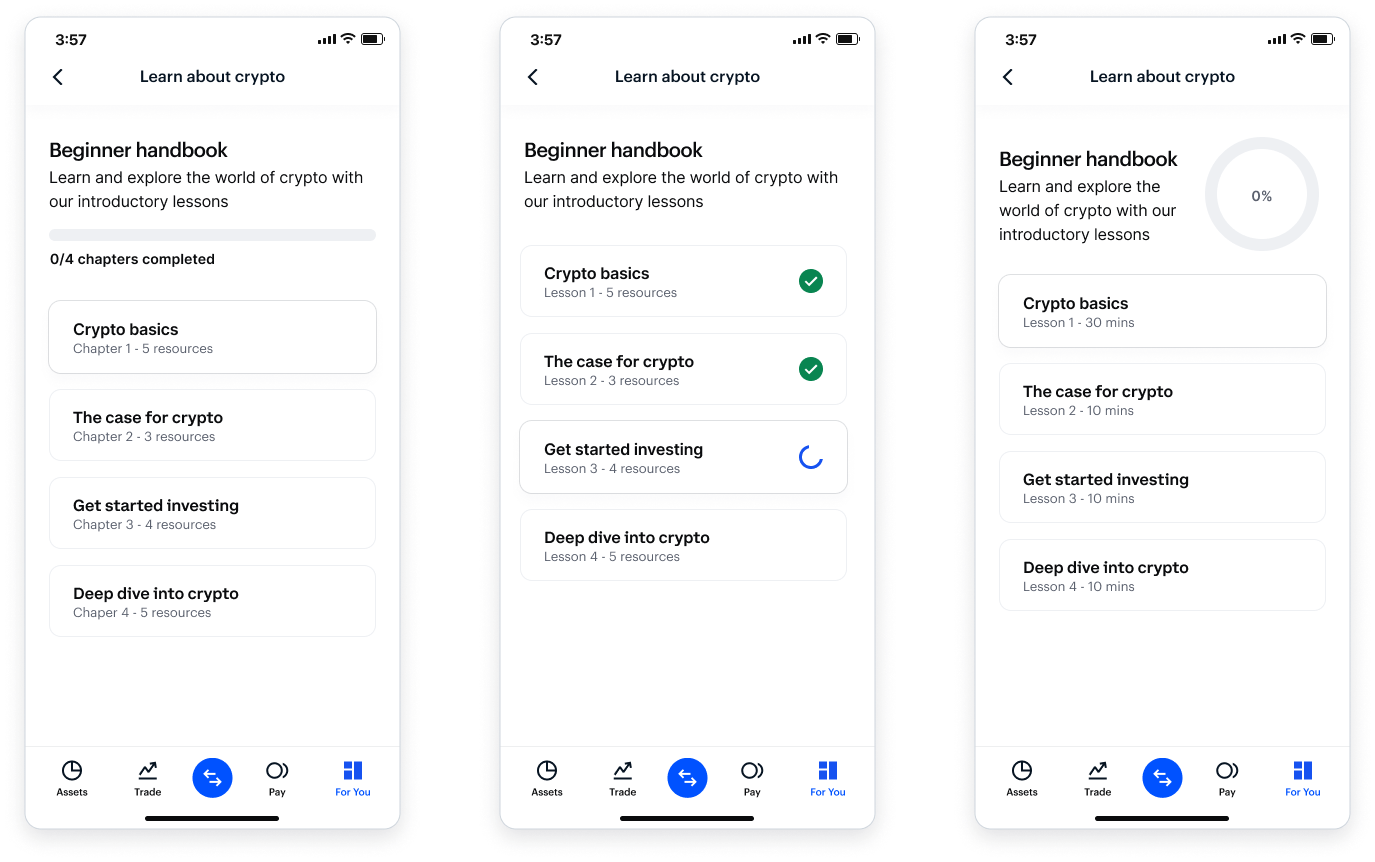 3:57
Learn about crypto
Beginner handbook
Learn and explore the world of crypto with
our introductory lessons
0/4 chapters completed
Crypto basics
Chapter 1 - 5 resources
The case for crypto
Chapter 2 - 3 resources
Get started investing
Chapter 3 - 4 resources
Deep dive into crypto
Chaper 4 - 5 resources
Assets
Trade
Pay
For You
3:57
Learn about crypto
Beginner handbook
Learn and explore the world of crypto with
our introductory lessons
Crypto basics
Lesson 1 - 5 resources
The case for crypto
Lesson 2 - 3 resources
Get started investing
Lesson 3 - 4 resources
Deep dive into crypto
Lesson 4 - 5 resources
Assets
Trade
Pay
For You
3:57
Learn about crypto
Beginner handbook
Learn and explore the
world of crypto with our
introductory lessons
0%
Crypto basics
Lesson 1 - 30 mins
The case for crypto
Lesson 2 - 10 mins
Get started investing
Lesson 3 - 10 mins
Deep dive into crypto
Lesson 4 - 10 mins
Assets
Trade
Pay
For You